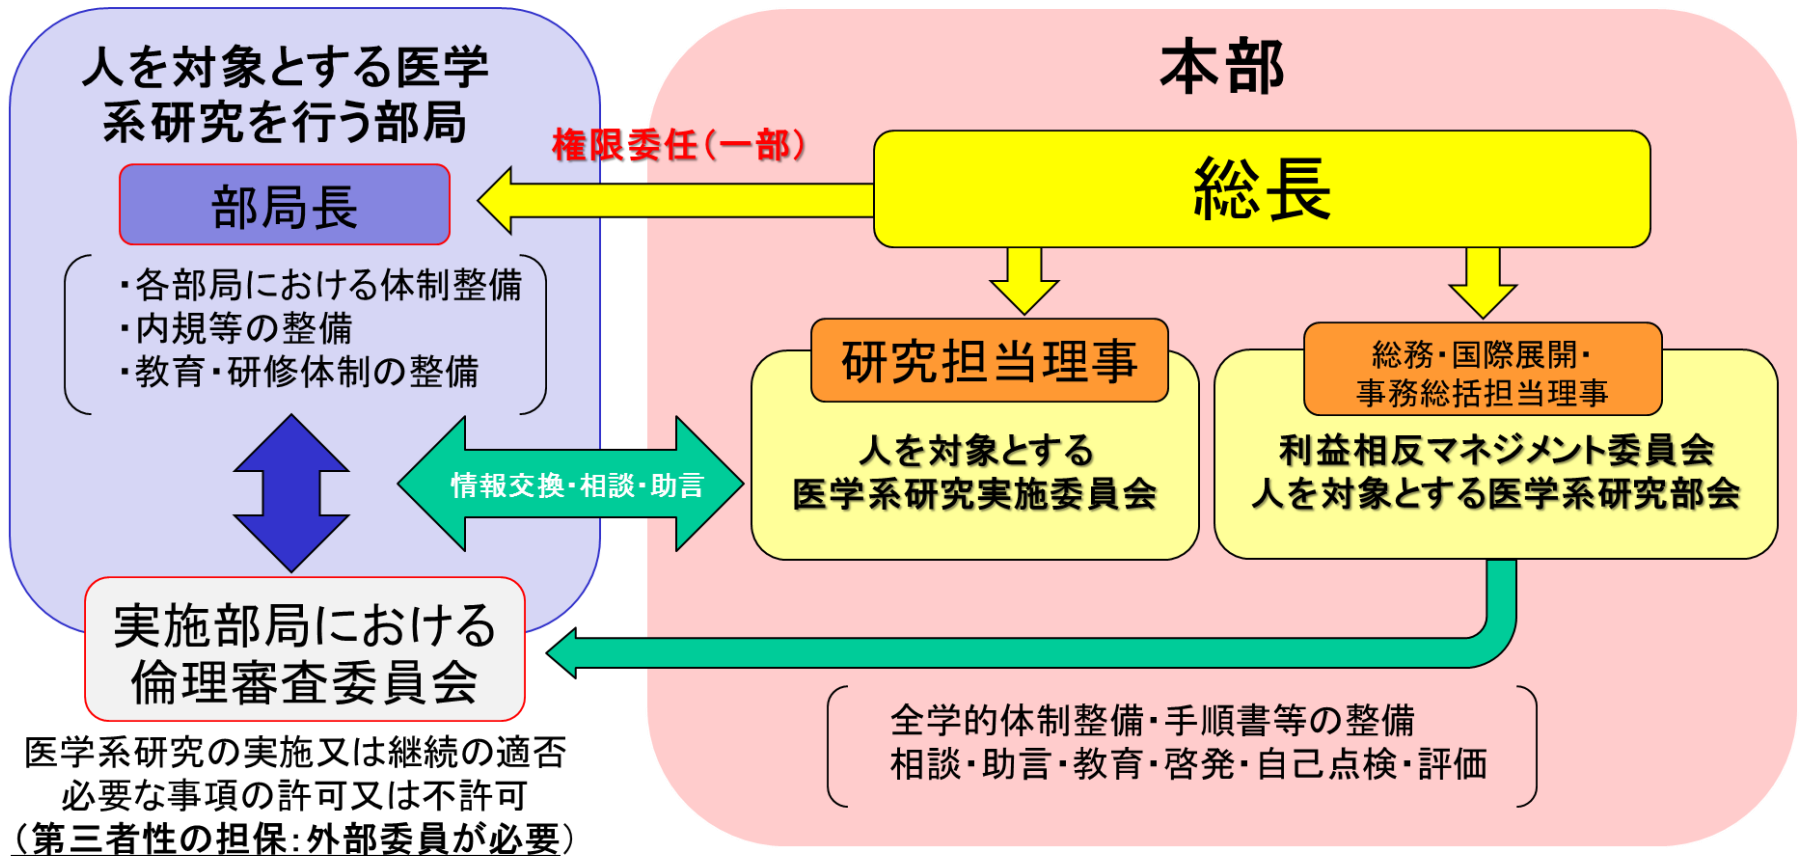 人を対象とする医学
系研究を行う部局
部局長
・各部局における体制整備
・内規等の整備
・教育・研修体制の整備
権限委任（一部）
本部
総長
研究担当理事
人を対象とする
医学系研究実施委員会
総務・国際展開・
事務総括担当理事
利益相反マネジメント委員会
人を対象とする医学系研究部会
情報交換・相談・助言
実施部局における
倫理審査委員会
医学系研究の実施又は継続の適否
必要な事項の許可又は不許可
（第三者性の担保：外部委員が必要）
全学的体制整備・手順書等の整備
相談・助言・教育・啓発・自己点検・評価